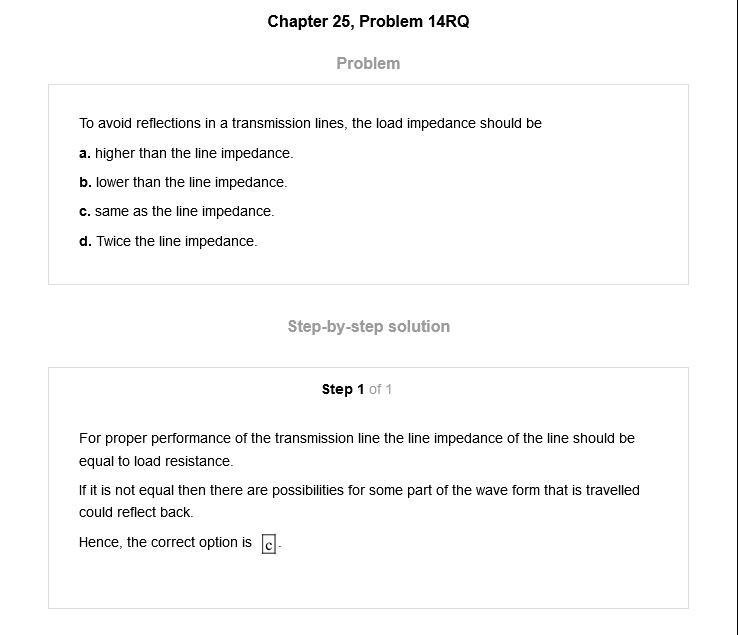 Chapter 25, Problem 14RQ
Problem
To avoid reflections in a transmission lines, the load impedance should be
a. higher than the line impedance.
b. lower than the line impedance.
c. same as the line impedance.
d. Twice the line impedance.
Step-by-step solution
Step 1 of 1
For proper performance of the transmission line the line impedance of the line should be
equal to load resistance.
If it is not equal then there are possibilities for some part of the wave form that is travelled
could reflect back.
Hence, the correct option is c.